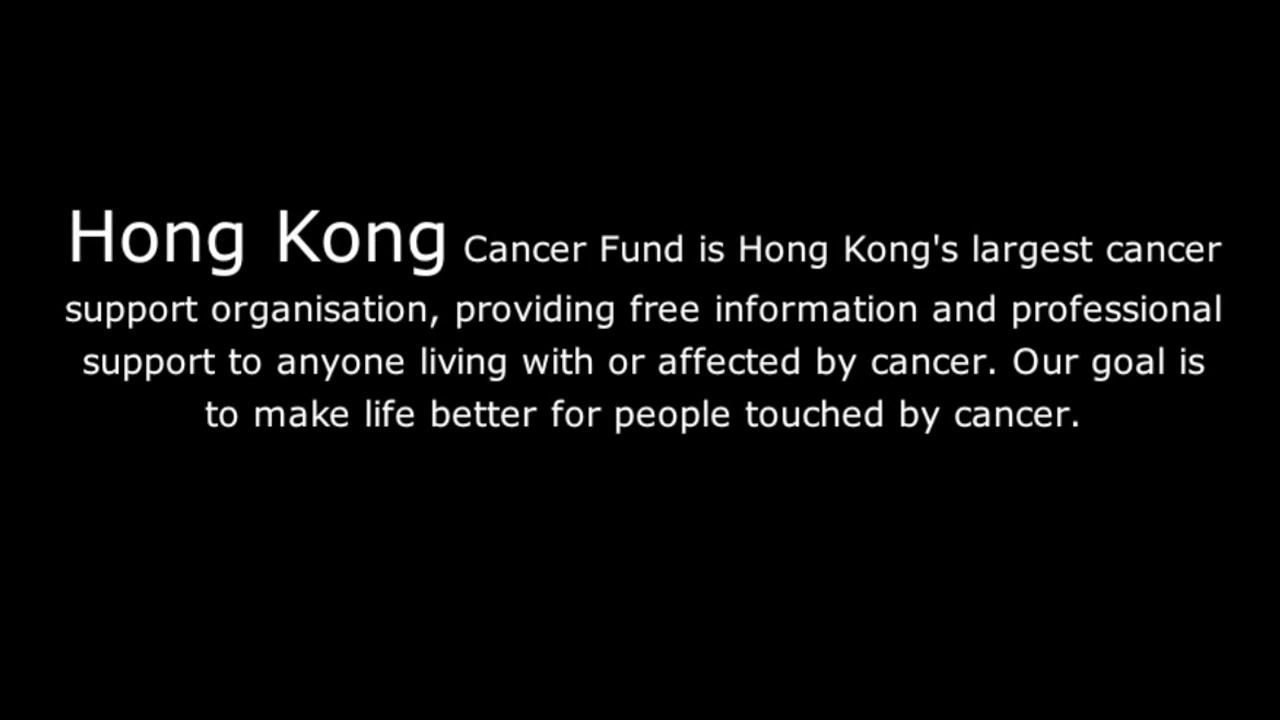 Hong Kong Cancer Fund is Hong Kong's largest cancer
support organisation, providing free information and professional
support to anyone living with or affected by cancer. Our goal is
to make life better for people touched by cancer.